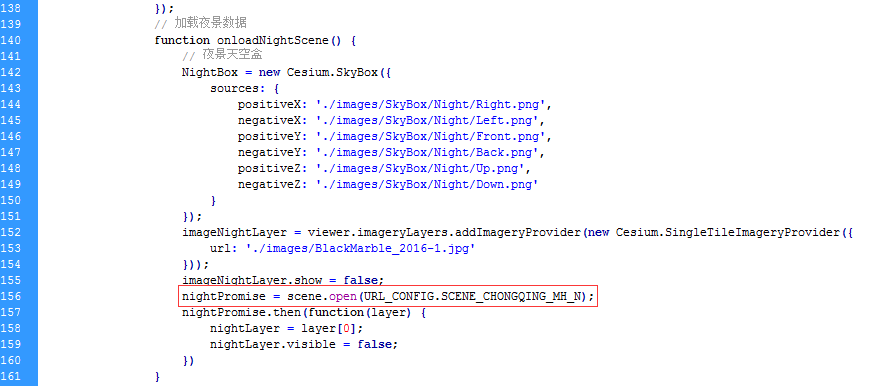 138 });
139 // 加载夜景数据
140 function onloadNightScene() {
141 // 夜景天空盒
142 NightBox = new Cesium.SkyBox({
143 sources: {
144 positiveX: './images/SkyBox/Night/Right.png',
145 negativeX: './images/SkyBox/Night/Left.png',
146 positiveY: './images/SkyBox/Night/Front.png',
147 negativeY: './images/SkyBox/Night/Back.png',
148 positiveZ: './images/SkyBox/Night/Up.png',
149 negativeZ: './images/SkyBox/Night/Down.png'
150 }
151 });
152 imageNightLayer = viewer.imageryLayers.addImageryProvider(new Cesium.SingleTileImageryProvider({
153 url: './images/BlackMarble_2016-1.jpg'
154 }));
155 imageNightLayer.show = false;
156 nightPromise = scene.open(URL_CONFIG.SCENE_CHONGQING_MH_N);
157 nightPromise.then(function(layer) {
158 nightLayer = layer[0];
159 nightLayer.visible = false;
160 })
161 }